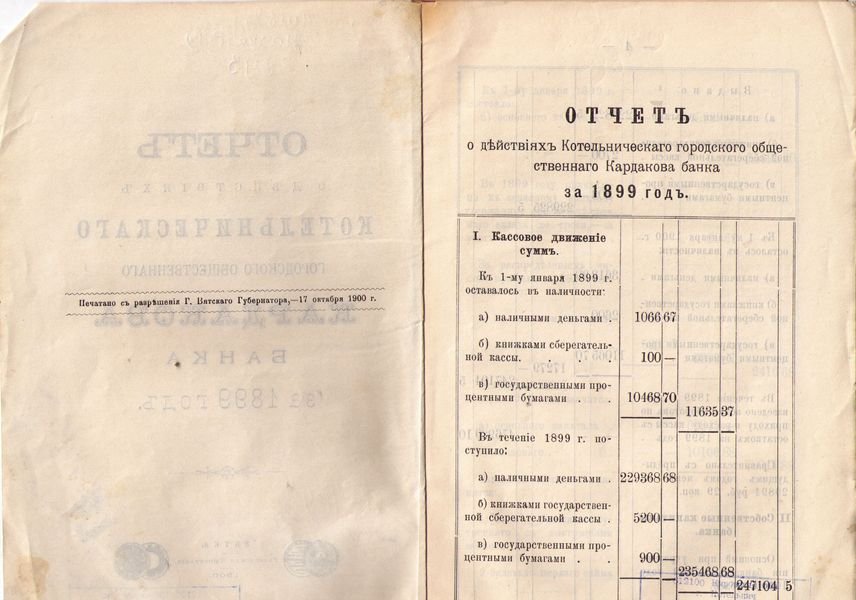 Печатано съ разрѣшенія Г. Вятскаго Губернатора,—17 октября 1900 г.
ОТЧЕТЪ
о дѣйствіяхъ Котельническаго городского обще-
ственнаго Кардакова банка
за 1899 годъ.
I. Кассовое движеніе
суммъ.
Къ 1-му января 1899 г.
оставалось въ наличности:
а) наличными деньгами . 1066 67
б) книжками сберегатель-
ной кассы. . . . 100 —
в) государственными про-
центными бумагами . . 10468 70
11635 37
Въ теченіе 1899 г. по-
ступило:
а) наличными деньгами . 229368 68
б) книжками государствен-
ной сберегательной кассы . 5200 —
в) государственными про-
центными бумагами . . 900 —
235468 68
247104 5